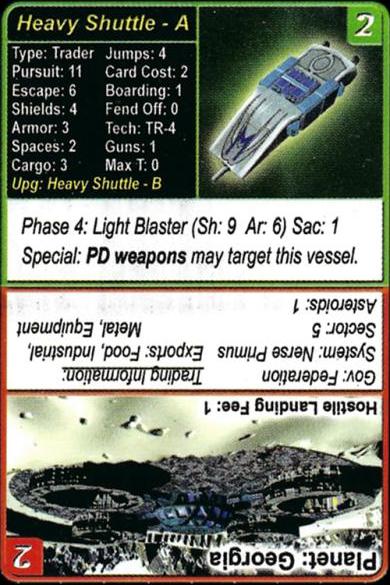 Heavy Shuttle - A
2
Type: Trader Jumps: 4
Pursuit: 11 Card Cost: 2
Escape: 6 Boarding: 1
Shields: 4 Fend Off: 0
Armor: 3 Tech: TR-4
Spaces: 2 Guns: 1
Cargo: 3 Max T: 0
Upg: Heavy Shuttle - B
Phase 4: Light Blaster (Sh: 9 Ar: 6) Sac: 1
Special: PD weapons may target this vessel.
Planet: Georgia
2
Hostile Landing Fee: 1
Gov: Federation Trading Information:
System: Nerse Primus Exports: Food, Industrial,
Sector: 5 Metal, Equipment
Asteroids: 1